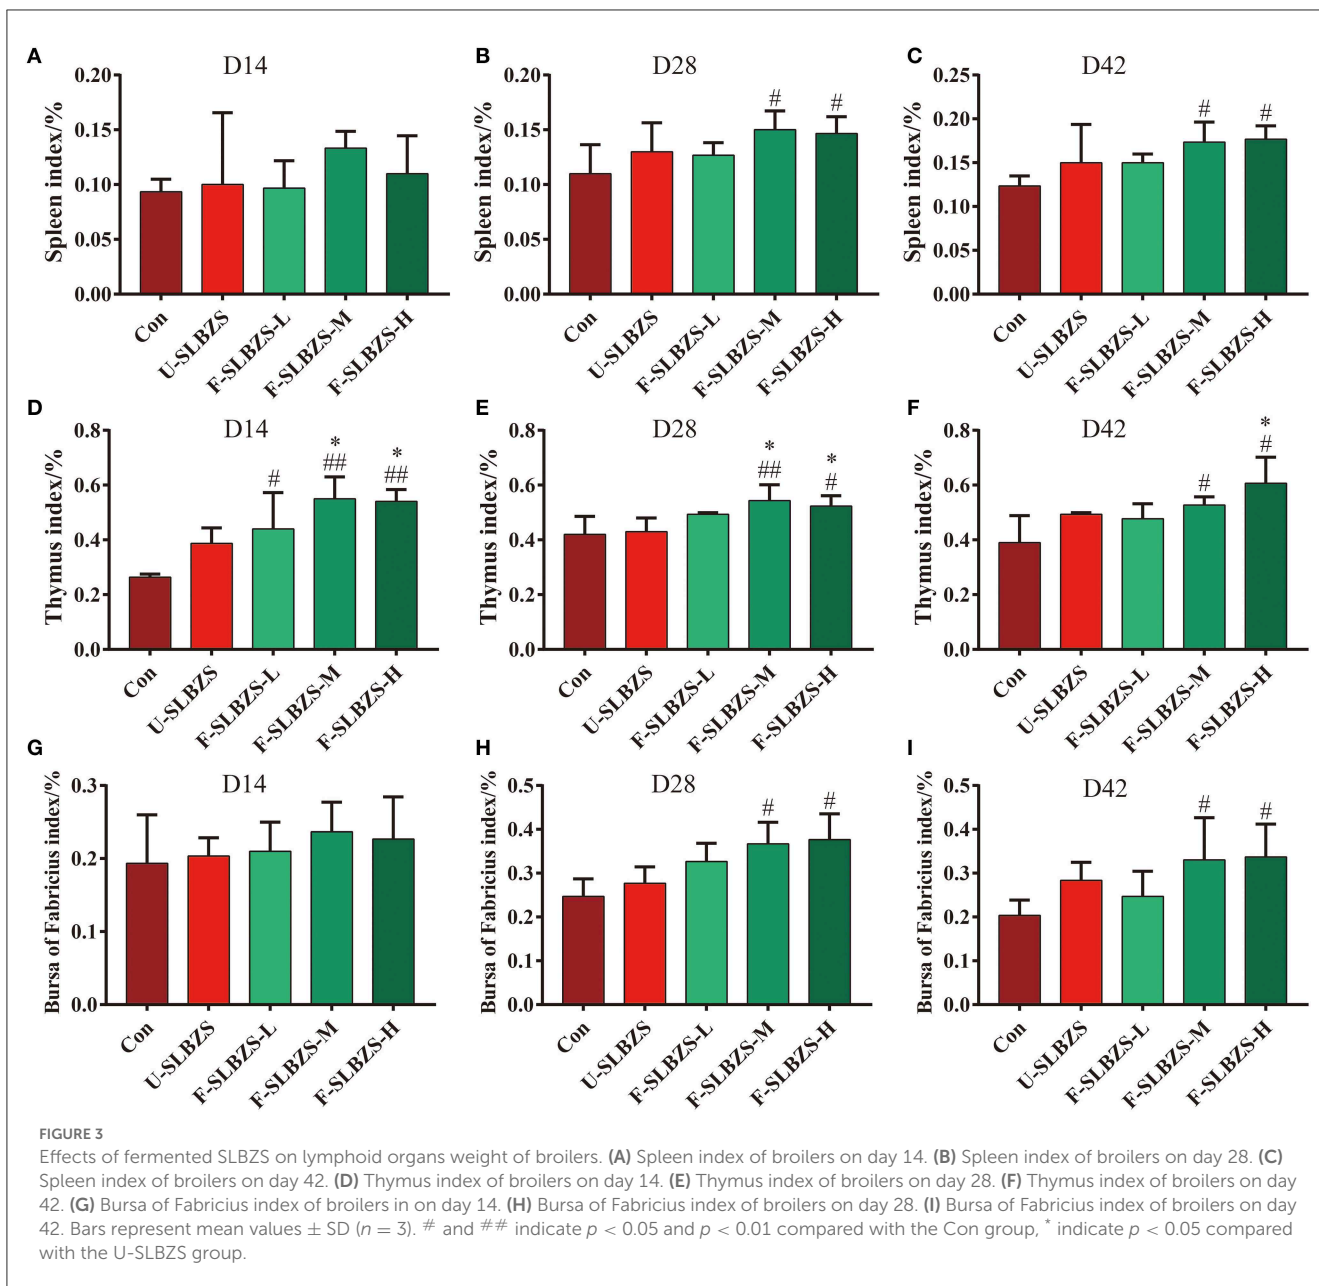 A
D14
Spleen index/%
0.20
0.15
0.10
0.05
0.00
Con
U-SLBZS
F-SLBZS-L
F-SLBZS-M
F-SLBZS-H
B
D28
Spleen index/%
0.20
0.15
0.10
0.05
0.00
# #
Con
U-SLBZS
F-SLBZS-L
F-SLBZS-M
F-SLBZS-H
C
D42
Spleen index/%
0.25
0.20
0.15
0.10
0.05
0.00
# #
Con
U-SLBZS
F-SLBZS-L
F-SLBZS-M
F-SLBZS-H
D
D14
Thymus index/%
0.8
0.6
0.4
0.2
0.0
* *
# ## ##
Con
U-SLBZS
F-SLBZS-L
F-SLBZS-M
F-SLBZS-H
E
D28
Thymus index/%
0.8
0.6
0.4
0.2
0.0
* *
## #
Con
U-SLBZS
F-SLBZS-L
F-SLBZS-M
F-SLBZS-H
F
D42
Thymus index/%
0.8
0.6
0.4
0.2
0.0
*
# #
Con
U-SLBZS
F-SLBZS-L
F-SLBZS-M
F-SLBZS-H
G
D14
Bursa of Fabricius index/%
0.3
0.2
0.1
0.0
Con
U-SLBZS
F-SLBZS-L
F-SLBZS-M
F-SLBZS-H
H
D28
Bursa of Fabricius index/%
0.5
0.4
0.3
0.2
0.1
0.0
# #
Con
U-SLBZS
F-SLBZS-L
F-SLBZS-M
F-SLBZS-H
I
D42
Bursa of Fabricius index/%
0.5
0.4
0.3
0.2
0.1
0.0
# #
Con
U-SLBZS
F-SLBZS-L
F-SLBZS-M
F-SLBZS-H
FIGURE 3
Effects of fermented SLBZS on lymphoid organs weight of broilers. (A) Spleen index of broilers on day 14. (B) Spleen index of broilers on day 28. (C)
Spleen index of broilers on day 42. (D) Thymus index of broilers on day 14. (E) Thymus index of broilers on day 28. (F) Thymus index of broilers on day
42. (G) Bursa of Fabricius index of broilers in on day 14. (H) Bursa of Fabricius index of broilers on day 28. (I) Bursa of Fabricius index of broilers on day
42. Bars represent mean values ± SD (n = 3). # and ## indicate p < 0.05 and p < 0.01 compared with the Con group, * indicate p < 0.05 compared
with the U-SLBZS group.